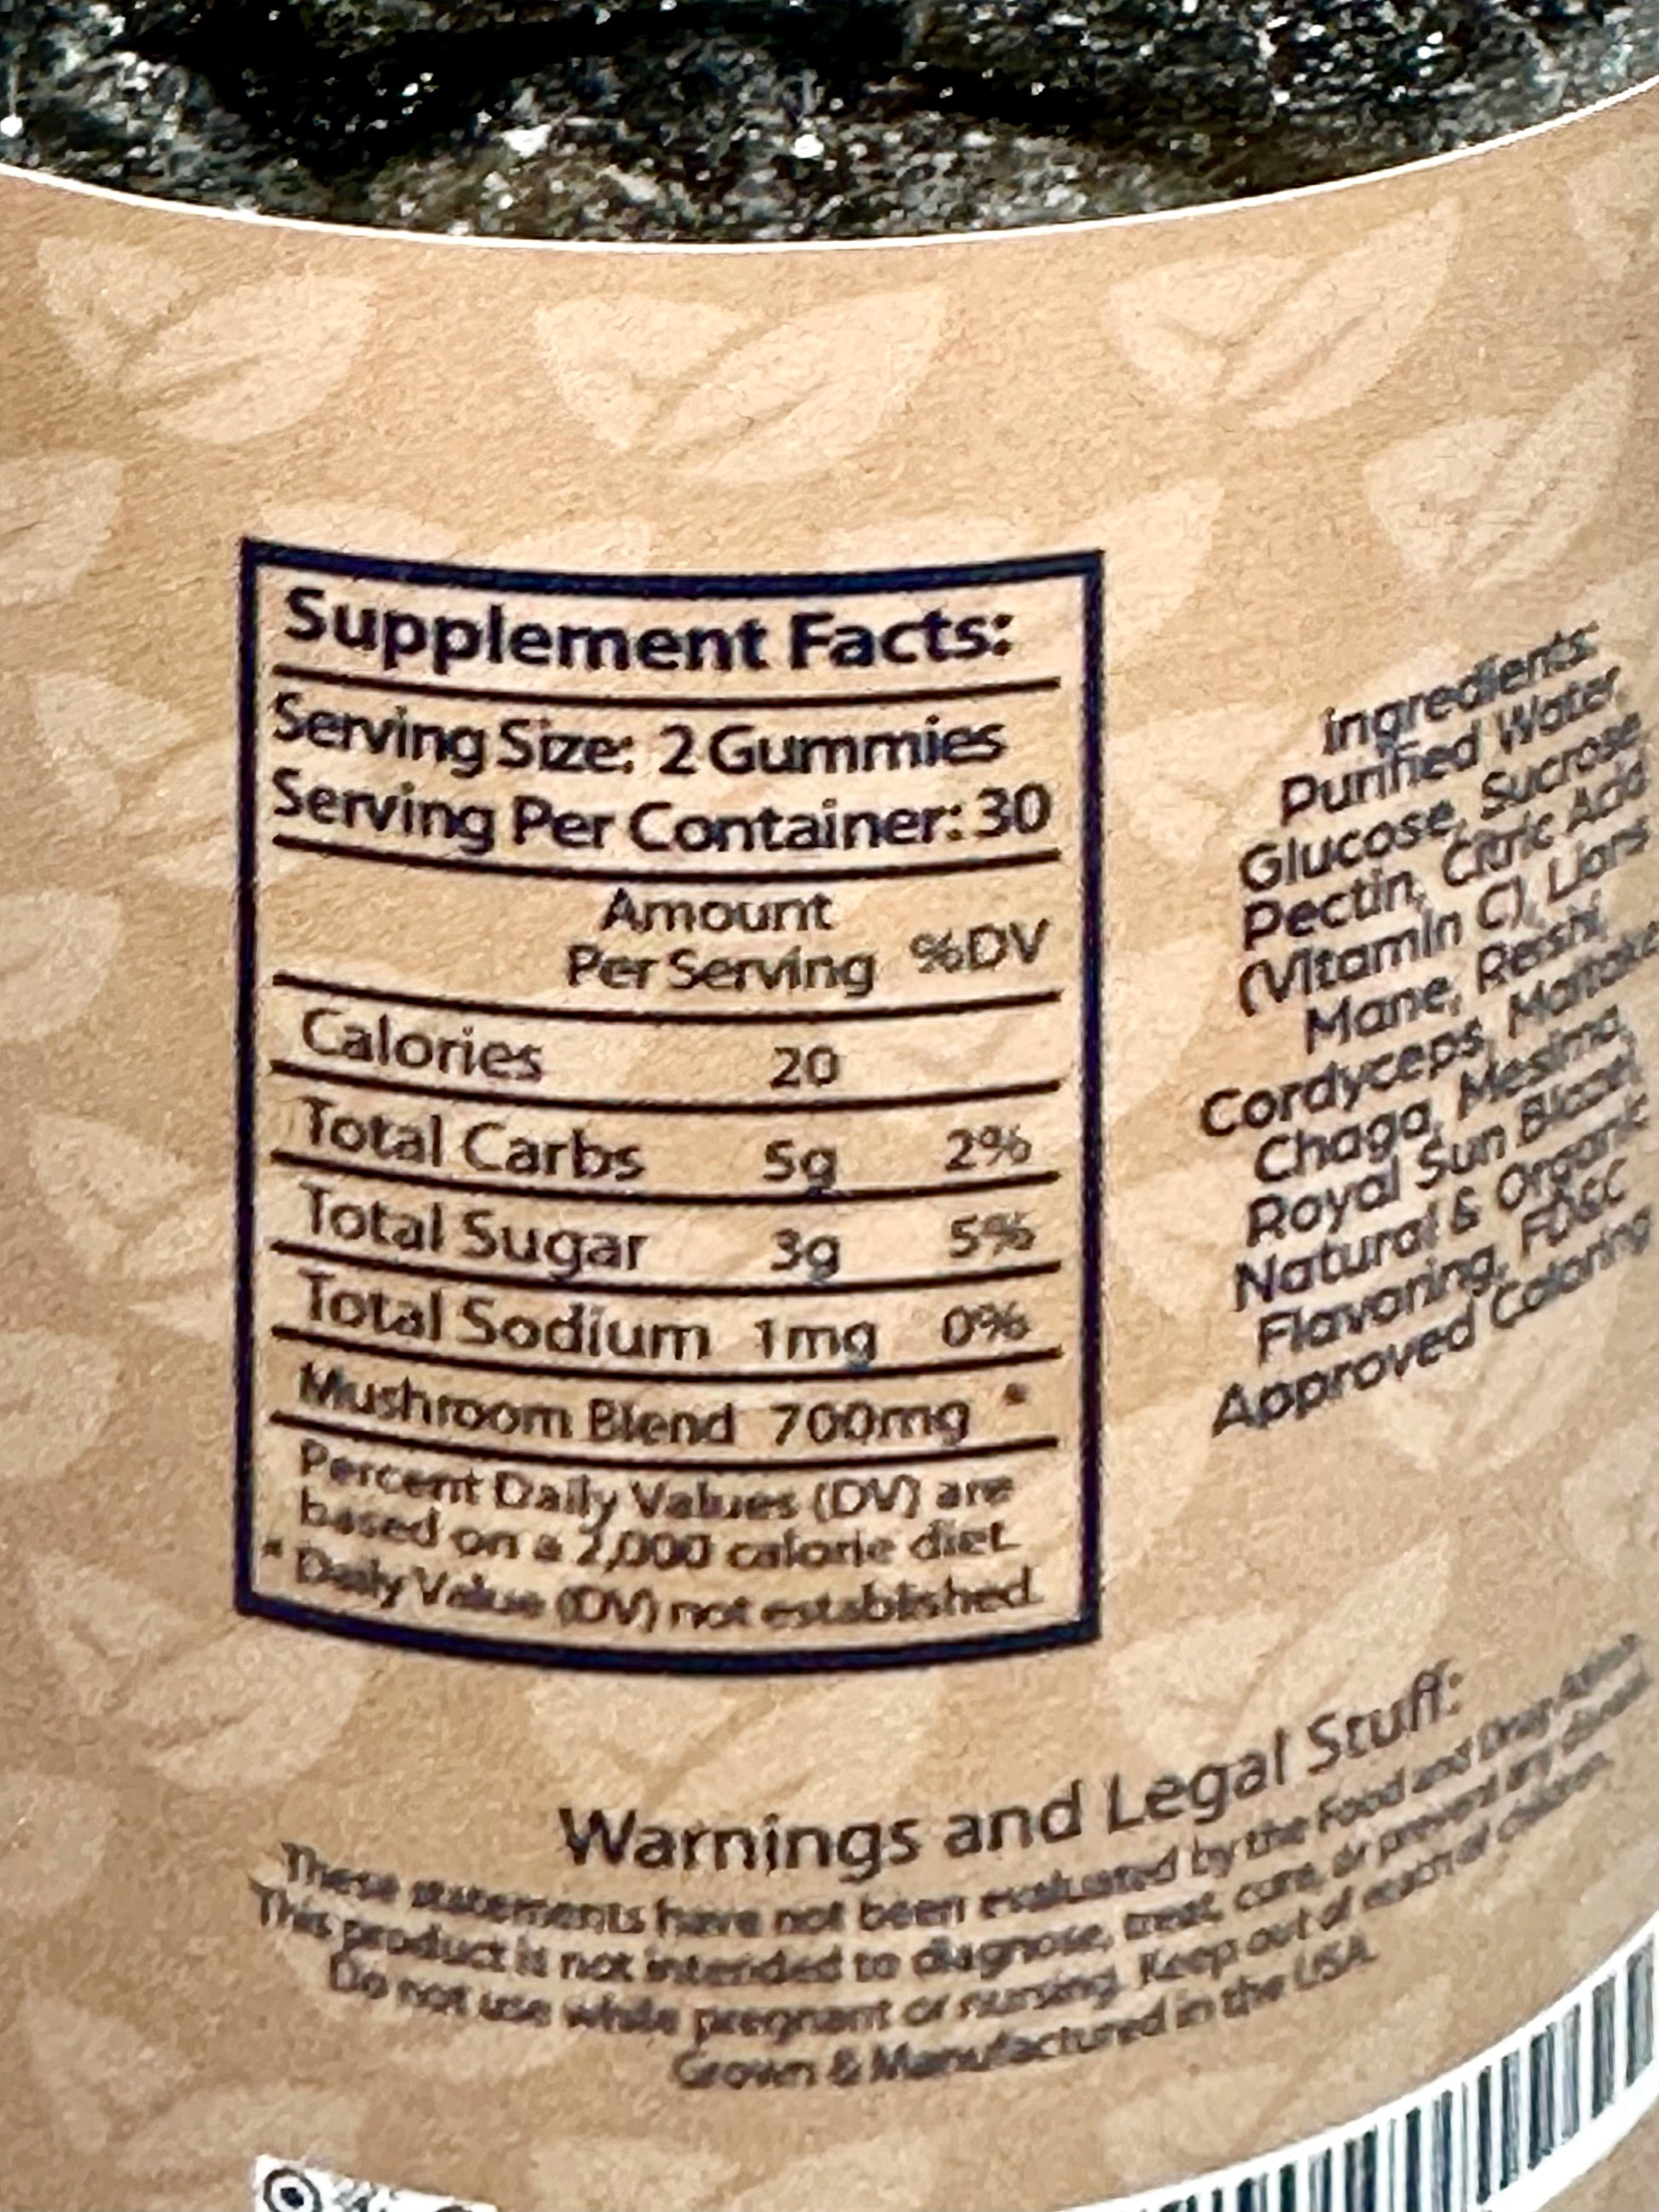 Supplement Facts:
Serving Size: 2 Gummies
Serving Per Container: 30
Amount
Per Serving %DV
Calories 20
Total Carbs 5g 2%
Total Sugar 3g 5%
Total Sodium 1mg 0%
Mushroom Blend 700mg *
Percent Daily Values (DV) are
based on a 2,000 calorie diet.
* Daily Value (DV) not established.
Ingredients:
Purified Water,
Glucose, Sucrose,
Pectin, Citric Acid
(Vitamin C), Lions
Mane, Reishi,
Cordyceps, Maitake
Chaga, Mesima,
Royal Sun Blazei,
Natural & Organic
Flavoring, FD&C
Approved Coloring
Warnings and Legal Stuff:
These statements have not been evaluated by the Food and Drug
This product is not intended to diagnose, treat, cure, or prevent any
Do not use while pregnant or nursing. Keep out of reach of children.
Grown & Manufactured in the USA.